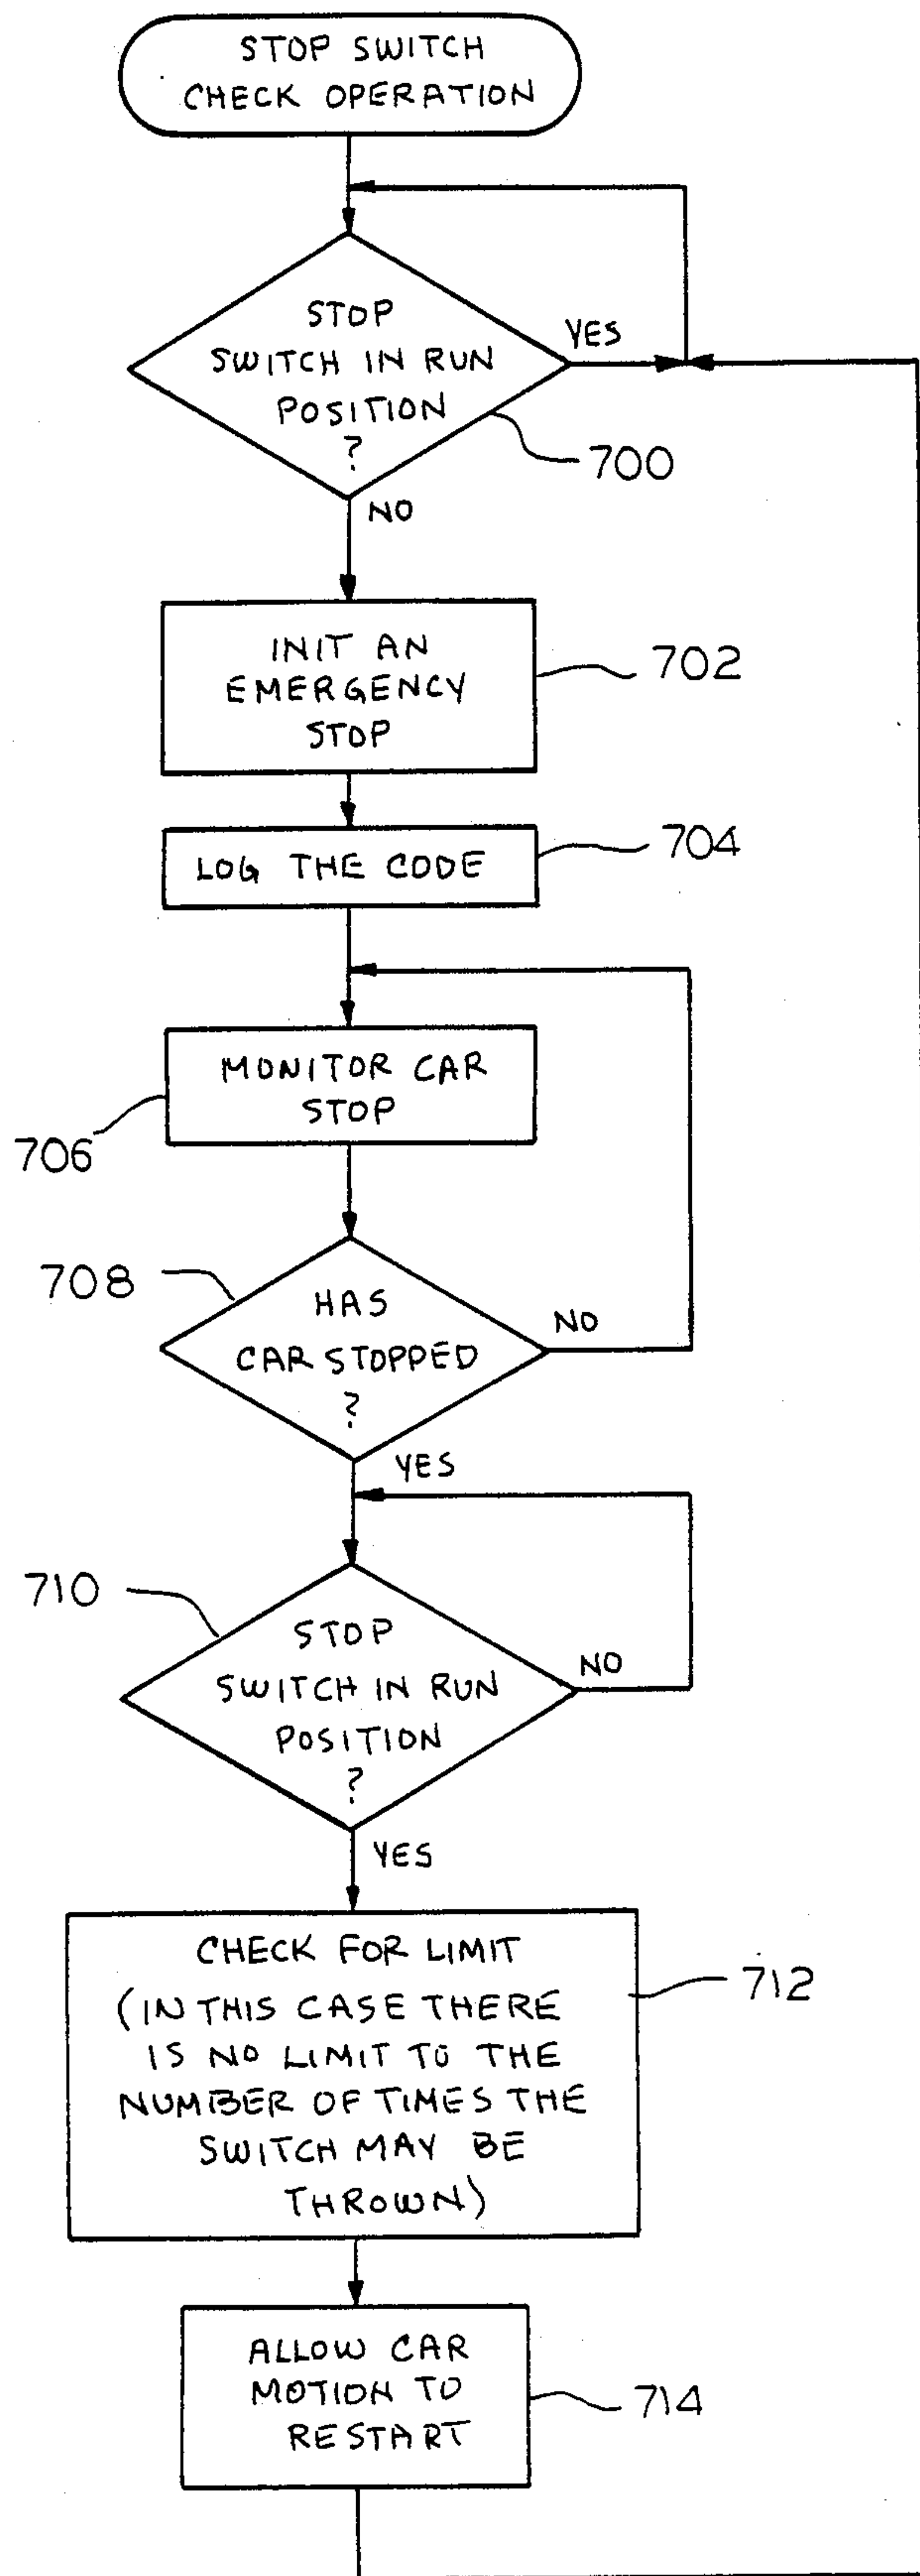 STOP SWITCH
CHECK OPERATION
STOP
SWITCH IN RUN
POSITION
?
YES
700
NO
INIT AN
EMERGENCY
STOP
702
LOG THE CODE
704
MONITOR CAR
STOP
706
708
HAS
CAR STOPPED
?
NO
YES
710
STOP
SWITCH IN RUN
POSITION
?
NO
YES
CHECK FOR LIMIT
(IN THIS CASE THERE
IS NO LIMIT TO THE
NUMBER OF TIMES THE
SWITCH MAY BE
THROWN)
712
ALLOW CAR
MOTION TO
RESTART
714